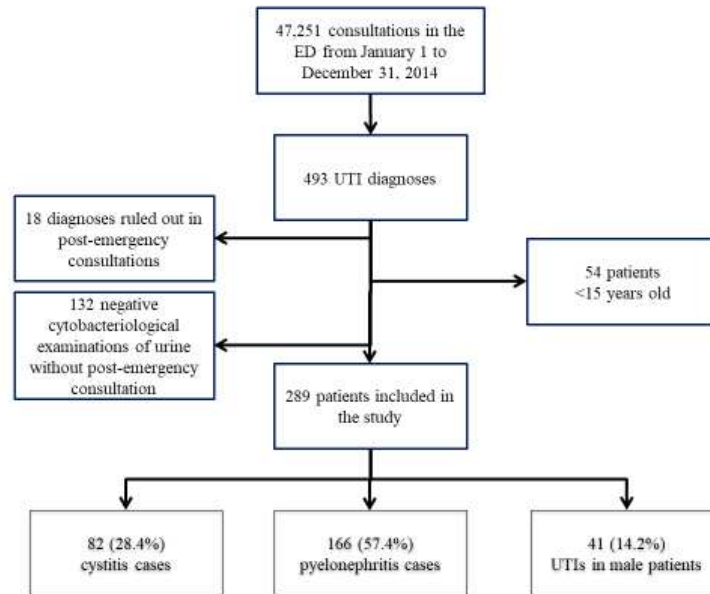 47,251 consultations in the
ED from January 1 to
December 31, 2014
493 UTI diagnoses
18 diagnoses ruled out in
post-emergency
consultations
54 patients
<15 years old
132 negative
cytobacteriological
examinations of urine
without post-emergency
consultation
289 patients included in
the study
82 (28.4%)
cystitis cases
166 (57.4%)
pyelonephritis cases
41 (14.2%)
UTIs in male patients